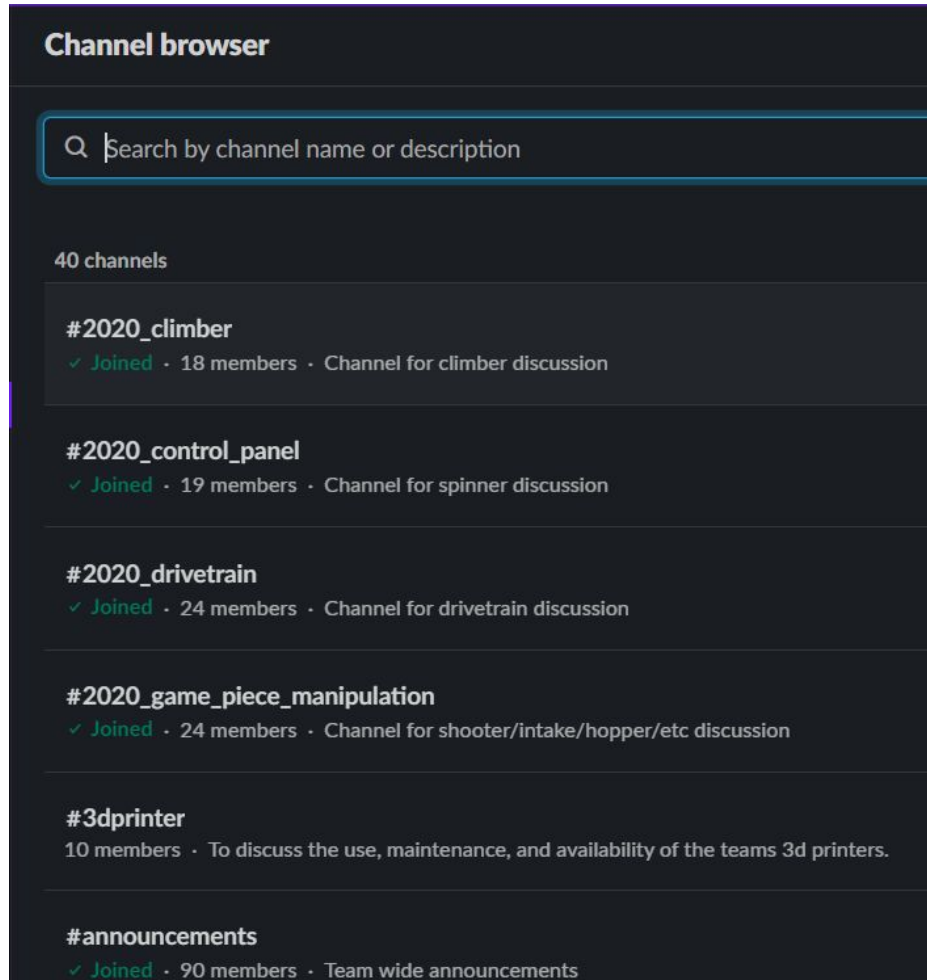 Channel browser
Search by channel name or description
40 channels
#2020_climber
✓ Joined · 18 members · Channel for climber discussion
#2020_control_panel
✓ Joined · 19 members · Channel for spinner discussion
#2020_drivetrain
✓ Joined · 24 members · Channel for drivetrain discussion
#2020_game_piece_manipulation
✓ Joined · 24 members · Channel for shooter/intake/hopper/etc discussion
#3dprinter
10 members · To discuss the use, maintenance, and availability of the teams 3d printers.
#announcements
✓ Joined · 90 members · Team wide announcements